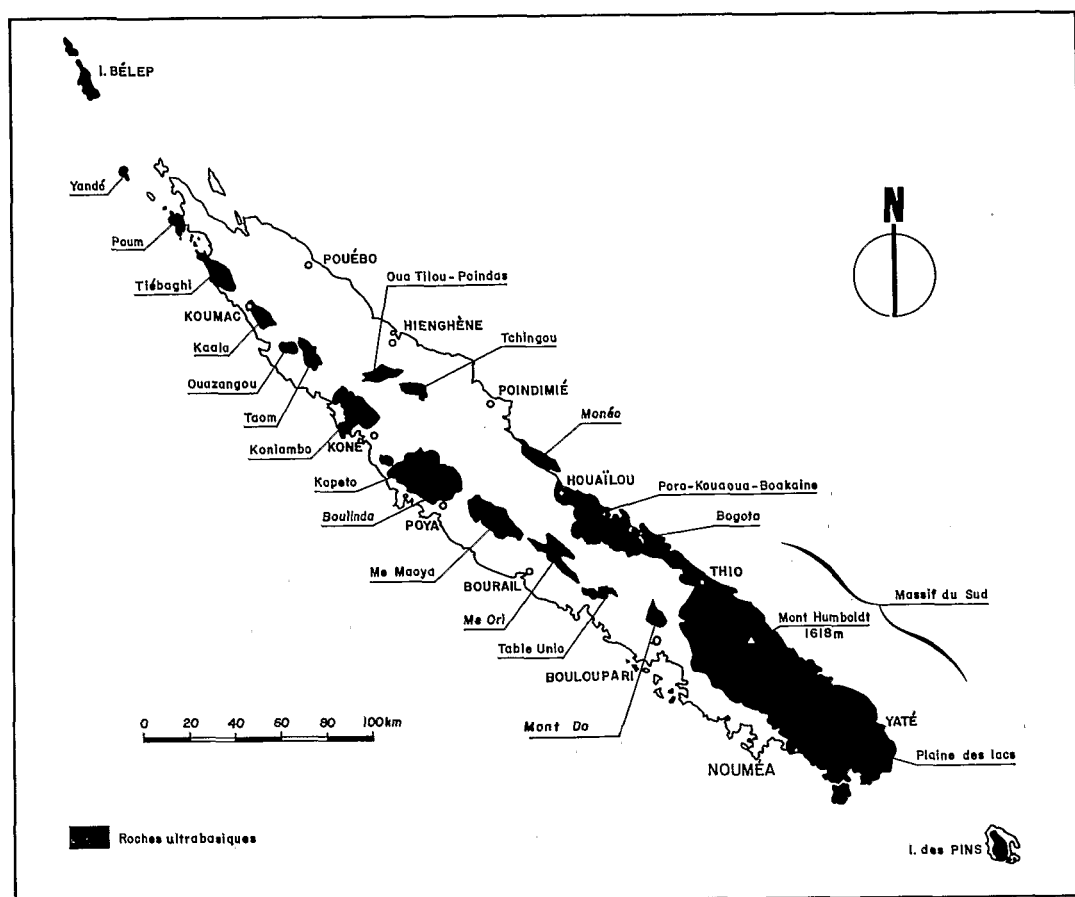 I. BÉLEP
Yandé
N
Poum
POUÉBO
Oua Tilou-Poindas
Tiébaghi
KOUMAC
HIENGHÈNE
Tchingou
Kaala
Ouazangou
POINDIMIÉ
Taom
Monéo
Koniambo
KONÉ
HOUAÏLOU
Kopeto
Poro-Kouaoua-Boakaine
Boulinda
POYA
Bogota
Me Maoya
BOURAIL
THIO
Massif du Sud
Me Ori
Mont Humboldt
1618m
Table Unio
BOULOUPARI
0 20 40 60 80 100km
Mont Do
YATÉ
Plaine des lacs
NOUMÉA
Roches ultrabasiques
I. des PINS